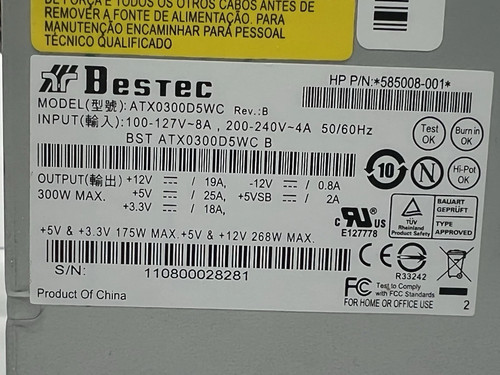 DE FORÇA E TODOS OS OUTROS CABOS ANTES DE
REMOVER A FONTE DE ALIMENTAÇÃO. PARA
MANUTENÇÃO ENCAMINHAR PARA PESSOAL
TÉCNICO QUALIFICADO
BESTEC
HP P/N:*585008-001*
MODEL(型號): ATX0300D5WC Rev.:B
INPUT(輸入):100-127V~8A , 200-240V~4A 50/60Hz
BST ATX0300D5WC B
Test OK
Burn in OK
10
N
Hi-Pot OK
OUTPUT(輸出) +12V / 19A, -12V / 0.8A
300W MAX. +5V / 25A, +5VSB / 2A
+3.3V / 18A,
c RU US
E127778
TÜV
Rheinland
Product Safety
BAUART
GEPRÜFT
TYPE
APPROVED
+5V & +3.3V 175W MAX.+5V & +12V 268W MAX.
S/N: 110800028281
CE
R33242
FC Test to Comply
with FCC Standards
FOR HOME OR OFFICE USE
2
Product Of China